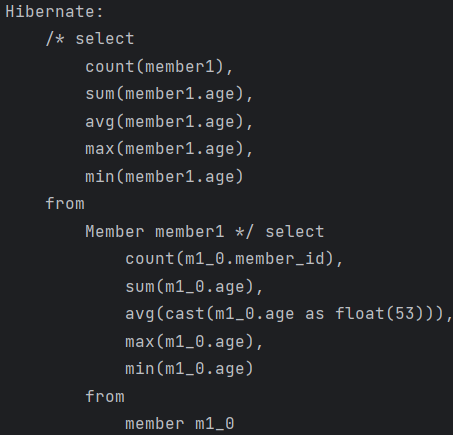 Hibernate:
    /* select
        count(member1),
        sum(member1.age),
        avg(member1.age),
        max(member1.age),
        min(member1.age)
    from
        Member member1 */ select
            count(m1_0.member_id),
            sum(m1_0.age),
            avg(cast(m1_0.age as float(53))),
            max(m1_0.age),
            min(m1_0.age)
        from
            member m1_0